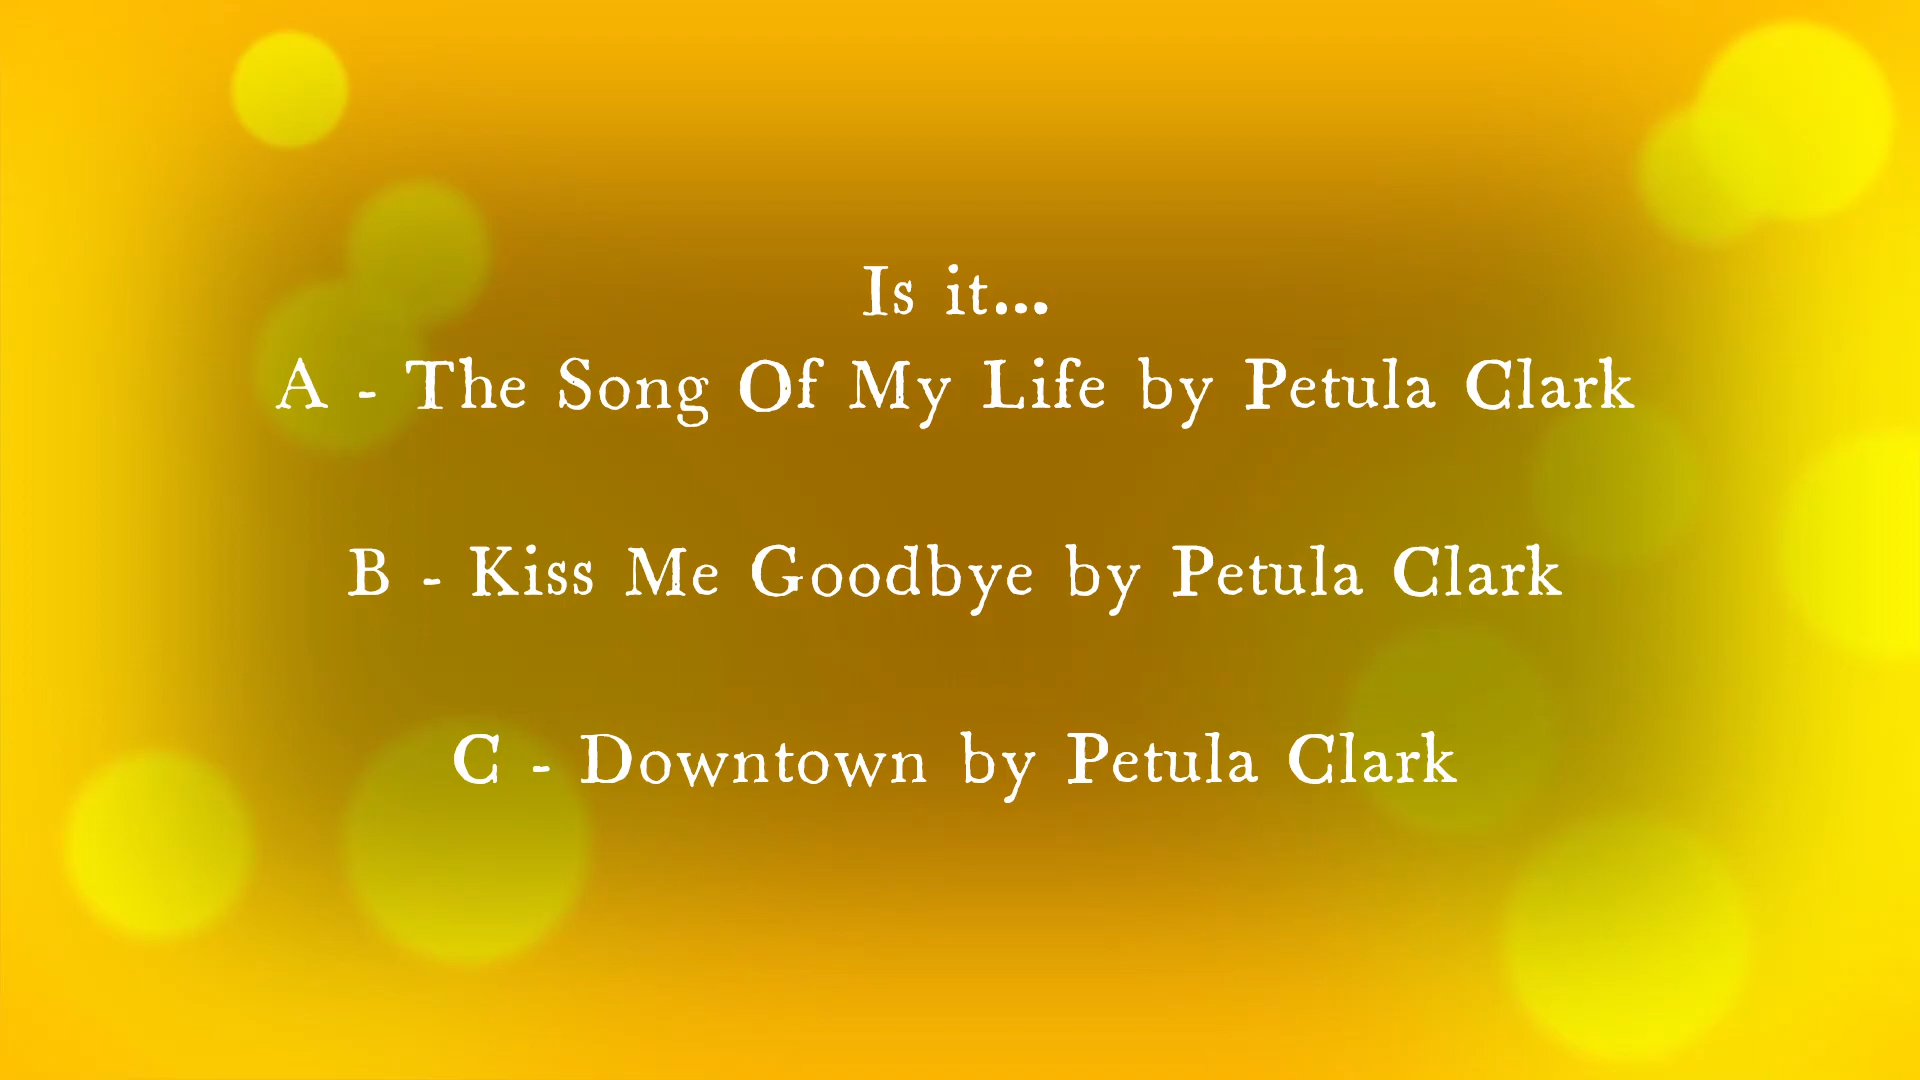 Is it...
A - The Song Of My Life by Petula Clark
B - Kiss Me Goodbye by Petula Clark
C - Downtown by Petula Clark